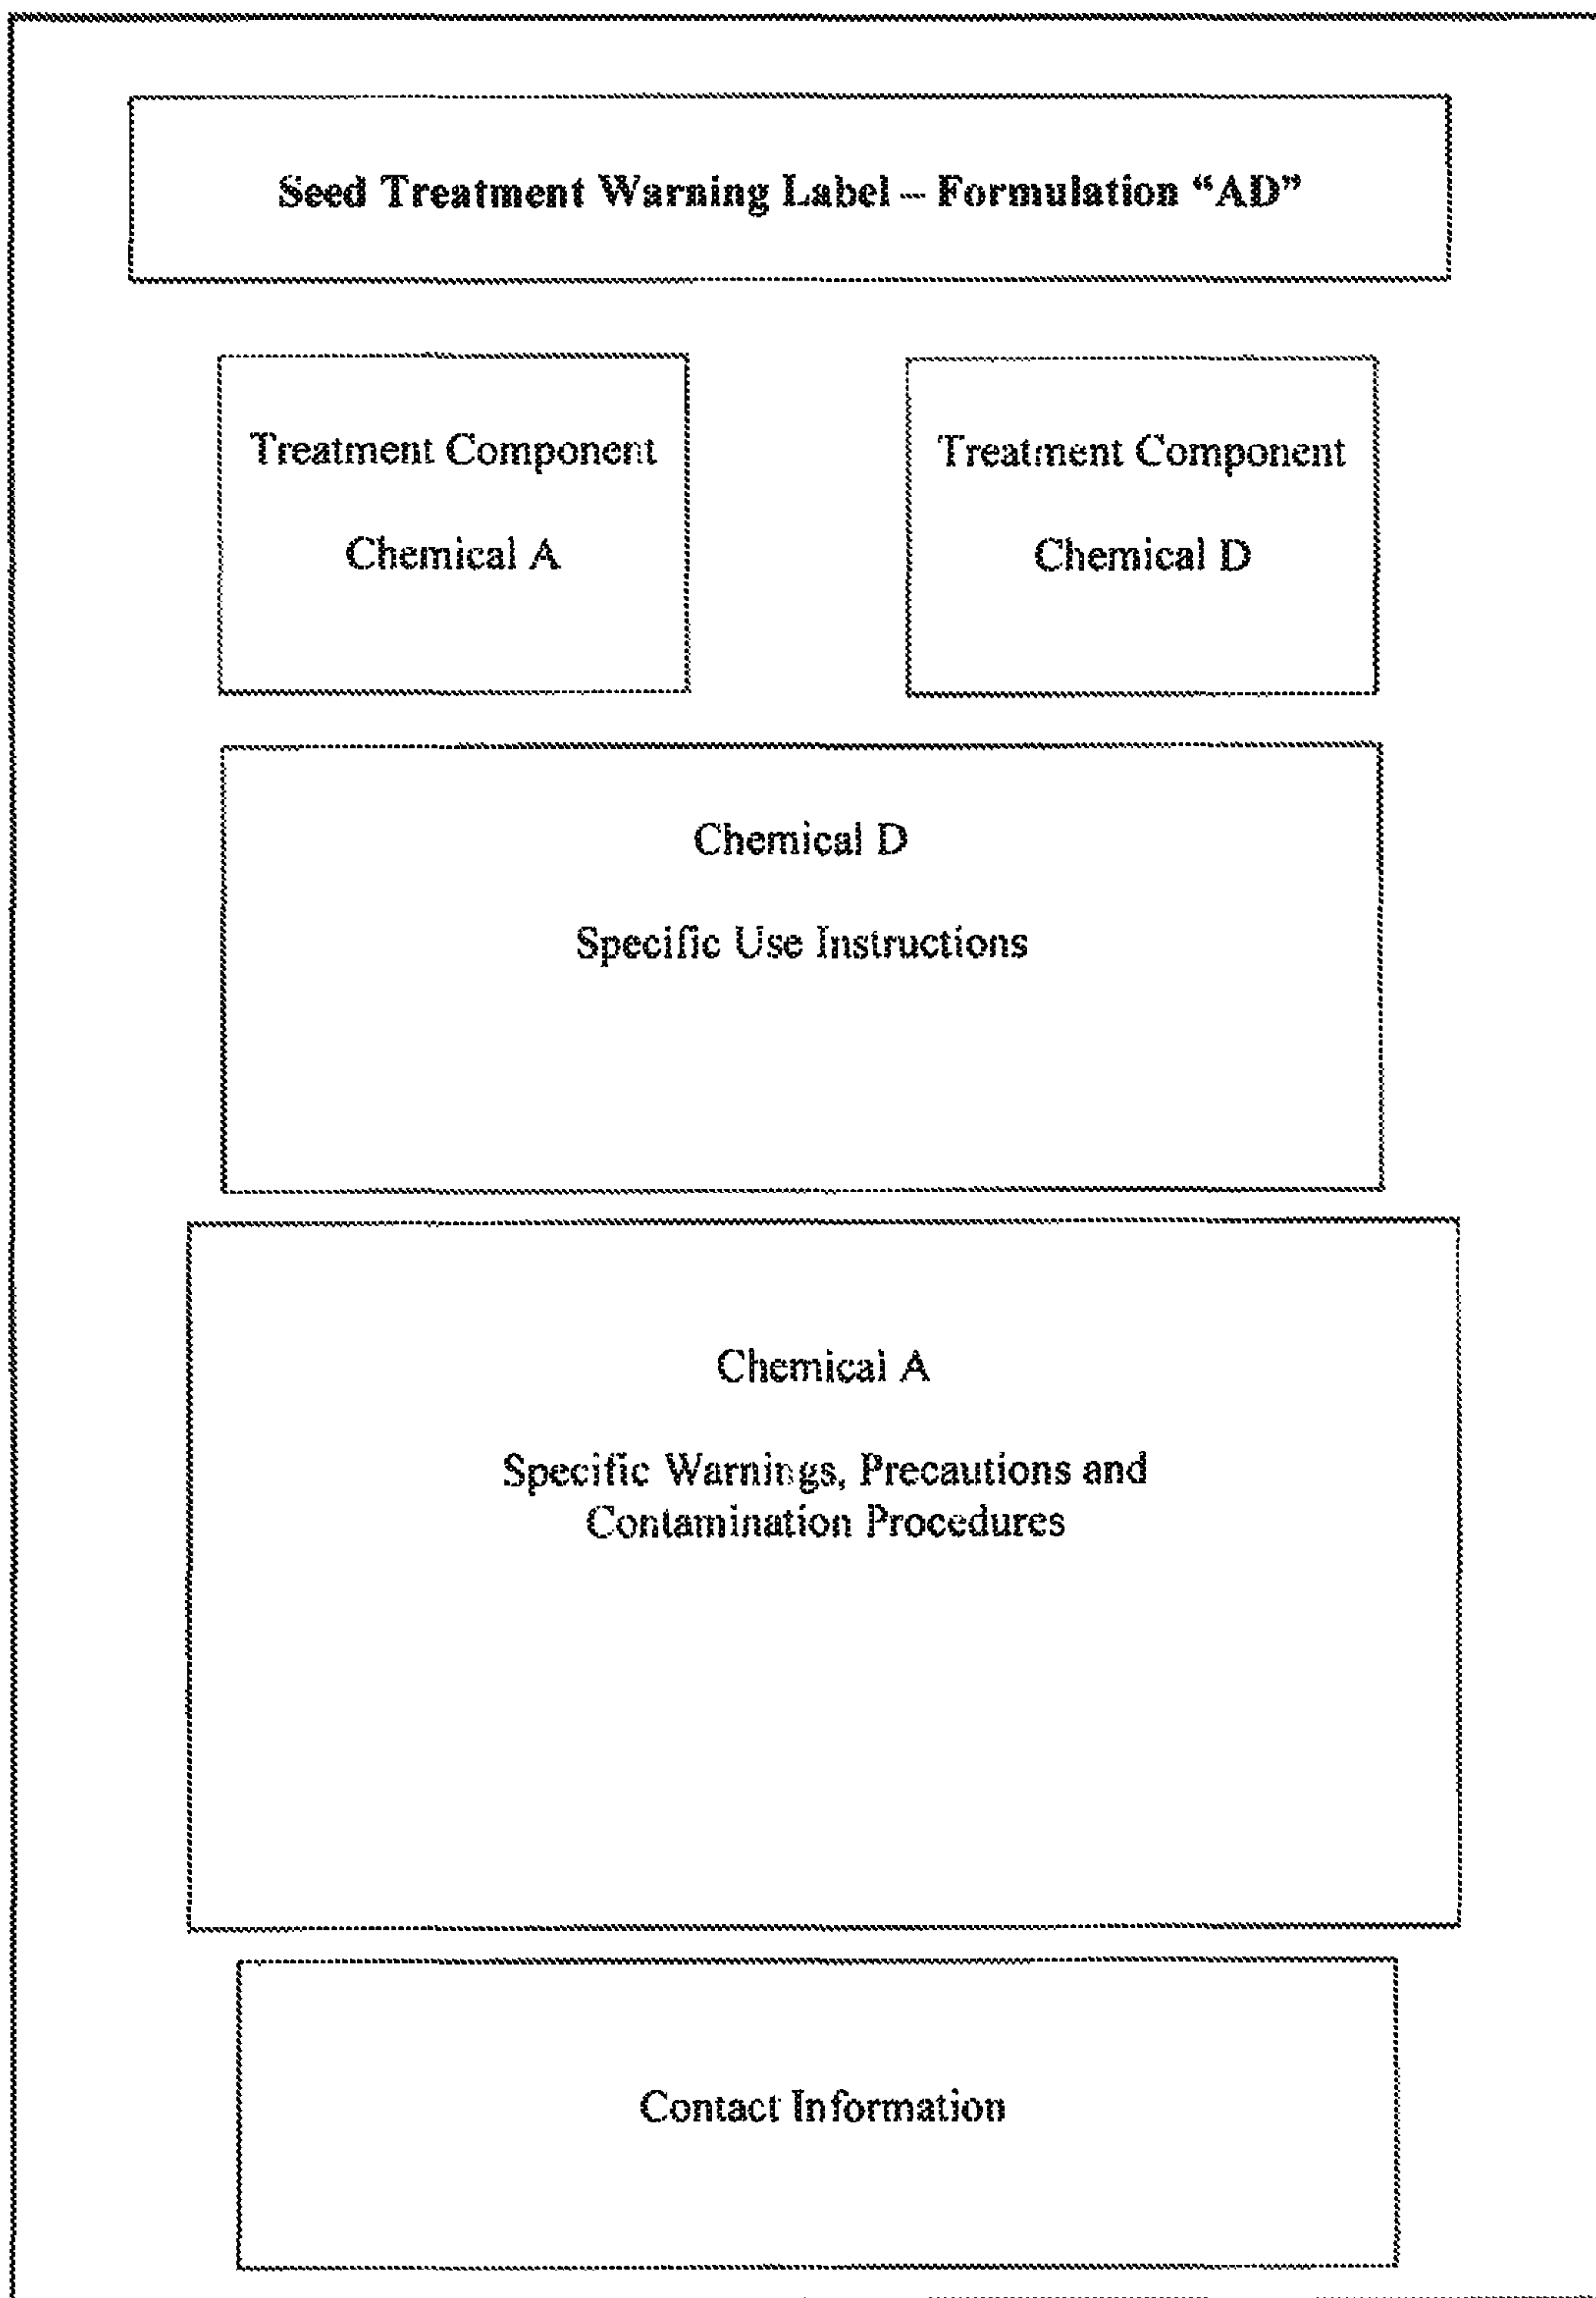 Seed Treatment Warning Label – Formulation “AD”
Treatment Component
Chemical A
Treatment Component
Chemical D
Chemical D
Specific Use Instructions
Chemical A
Specific Warnings, Precautions and
Contamination Procedures
Contact Information